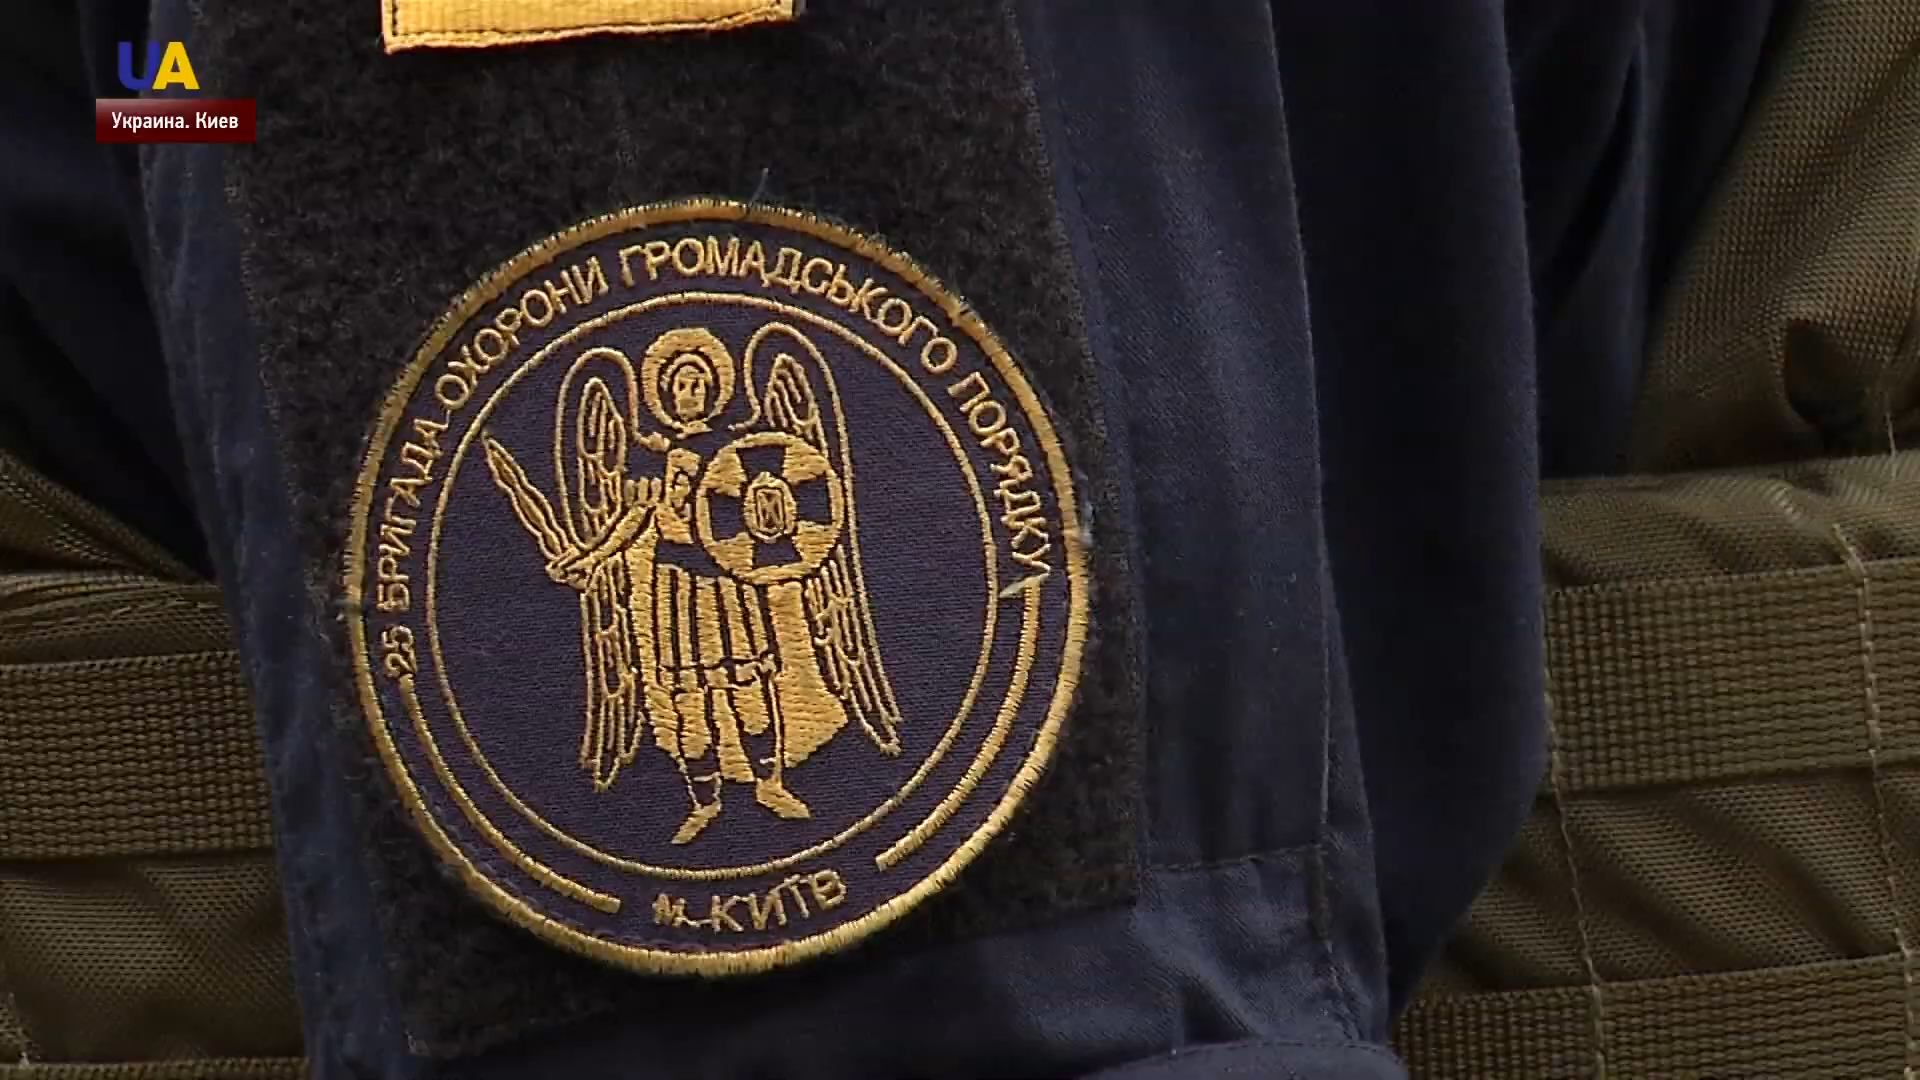 UA
Украина. Киев
25 БРИГАДА ОХОРОНИ ГРОМАДСЬКОГО ПОРЯДКУ
м.КИЇВ